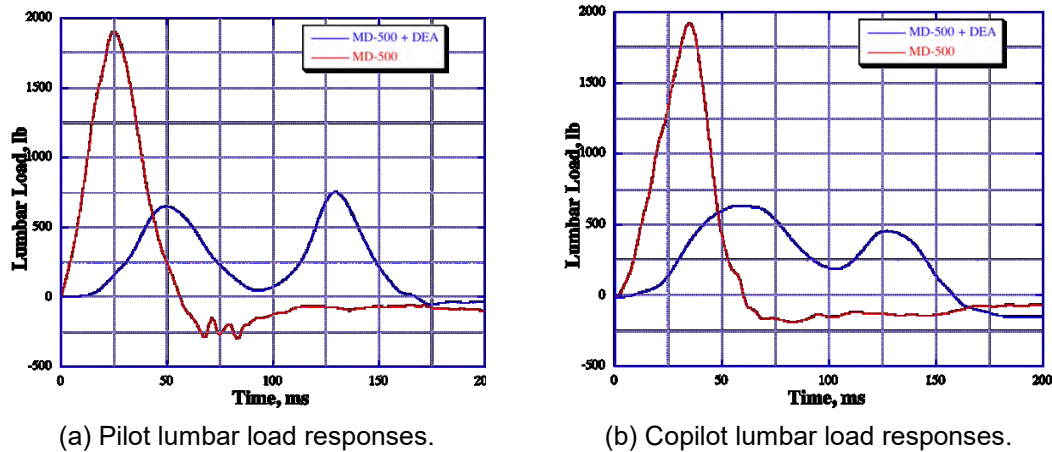 2000
1500
1000
500
0
-500
Lumbar Load, lb
MD-500 + DEA
MD-500
0
50
100
150
20
Time, ms
(a) Pilot lumbar load responses.
2000
1500
1000
500
0
-500
Lumbar Load, lb
MD-500 + DEA
MD-500
0
50
100
150
200
Time, ms
(b) Copilot lumbar load responses.